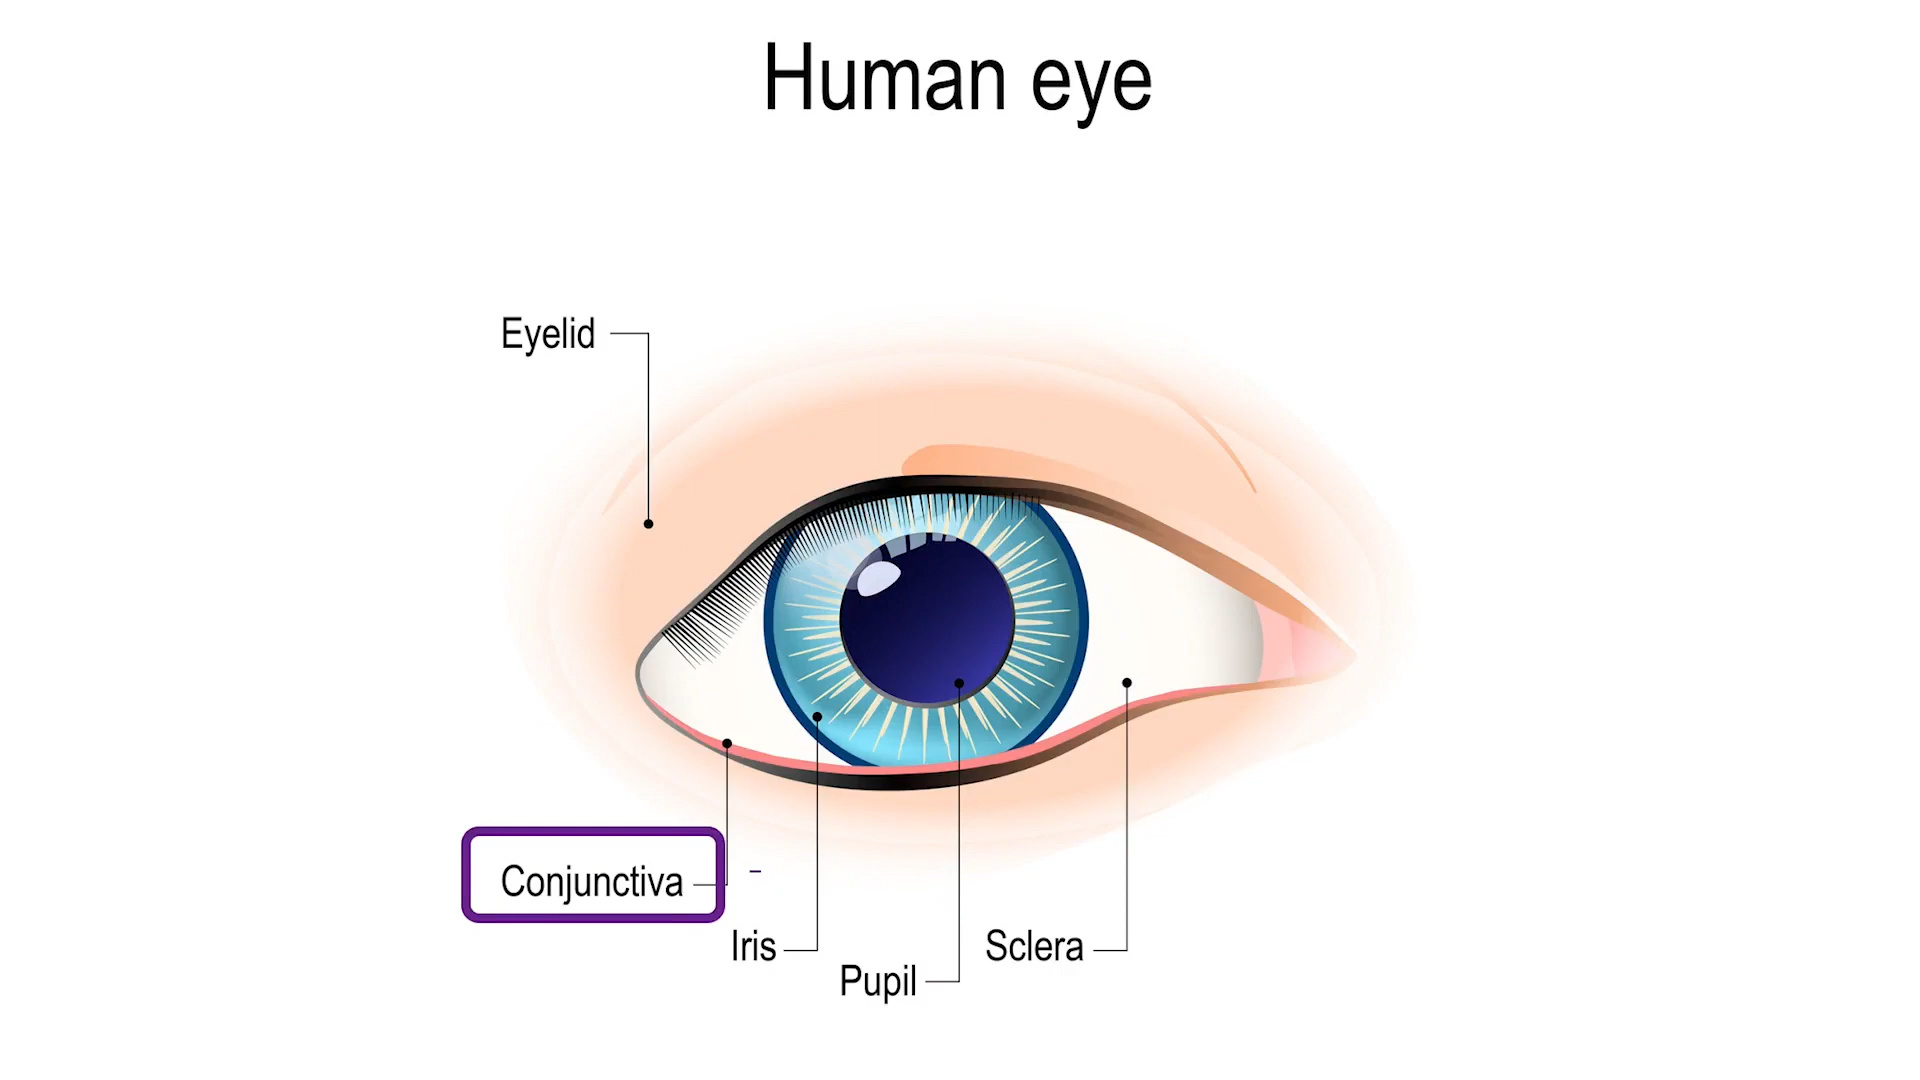 Human eye
Eyelid
Conjunctiva
Iris
Sclera
Pupil